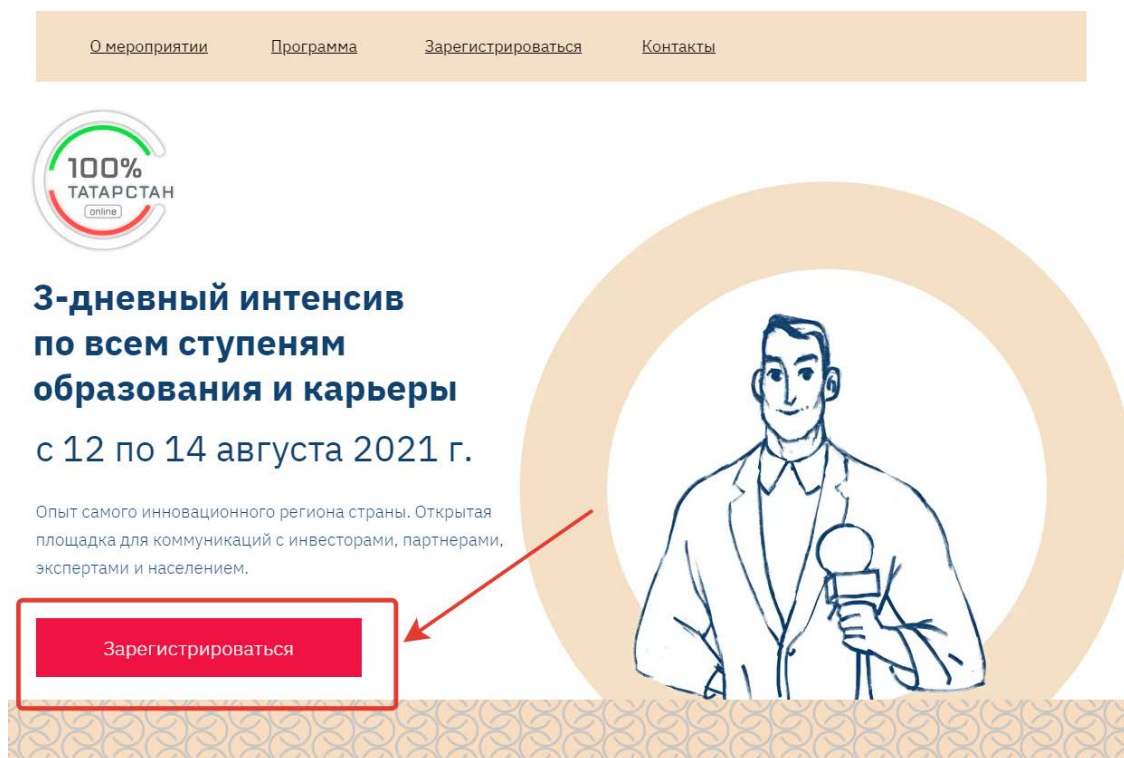 О мероприятии Программа Зарегистрироваться Контакты
100%
ТАТАРСТАН
online
3-дневный интенсив
по всем ступеням
образования и карьеры
с 12 по 14 августа 2021 г.
Опыт самого инновационного региона страны. Открытая
площадка для коммуникаций с инвесторами, партнерами,
экспертами и населением.
Зарегистрироваться